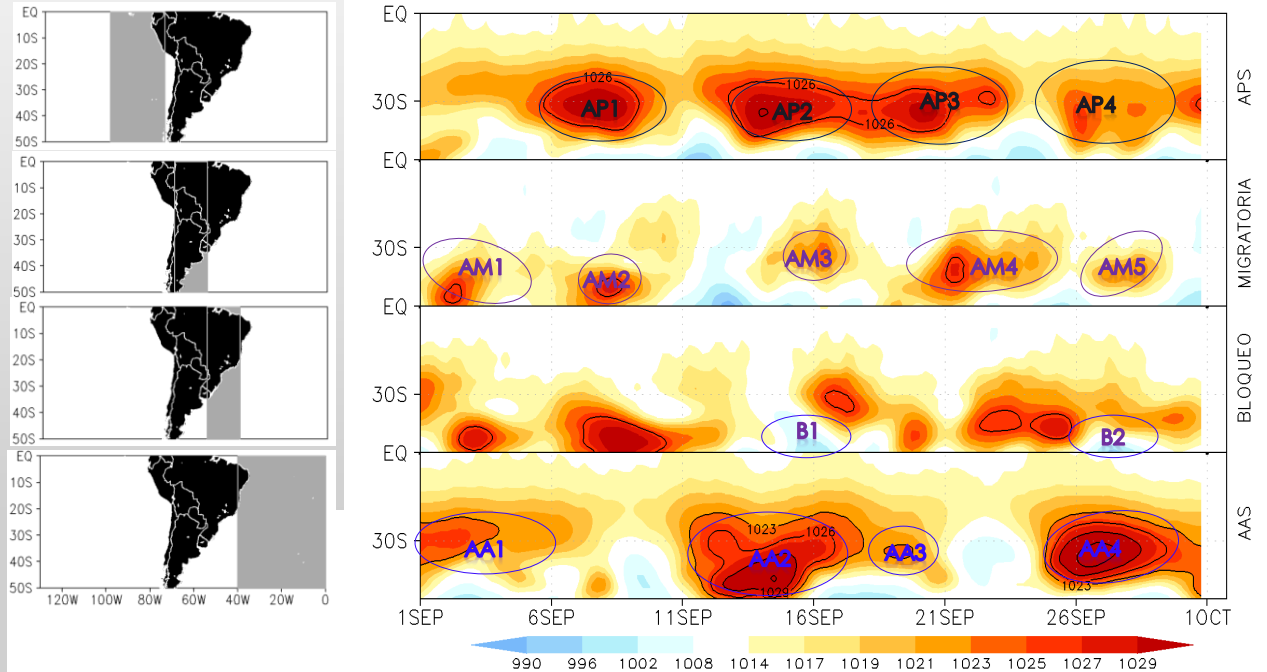 EQ
10S
20S
30S
40S
50S
EQ
10S
20S
30S
40S
50S
EQ
10S
20S
30S
40S
50S
EQ
10S
20S
30S
40S
50S
120W 100W 80W 60W 40W 20W 0
EQ
30S
1026
AP1
1026
AP2
1026
AP3
AP4
APS
EQ
30S
AM1
AM2
AM3
AM4
AM5
MIGRATORIA
EQ
30S
B1
B2
BLOQUEO
EQ
30S
AA1
1023
1026
AA2
1029
AA3
AA4
1023
AAS
1SEP 6SEP 11SEP 16SEP 21SEP 26SEP 1OCT
990 996 1002 1008 1014 1017 1019 1021 1023 1025 1027 1029